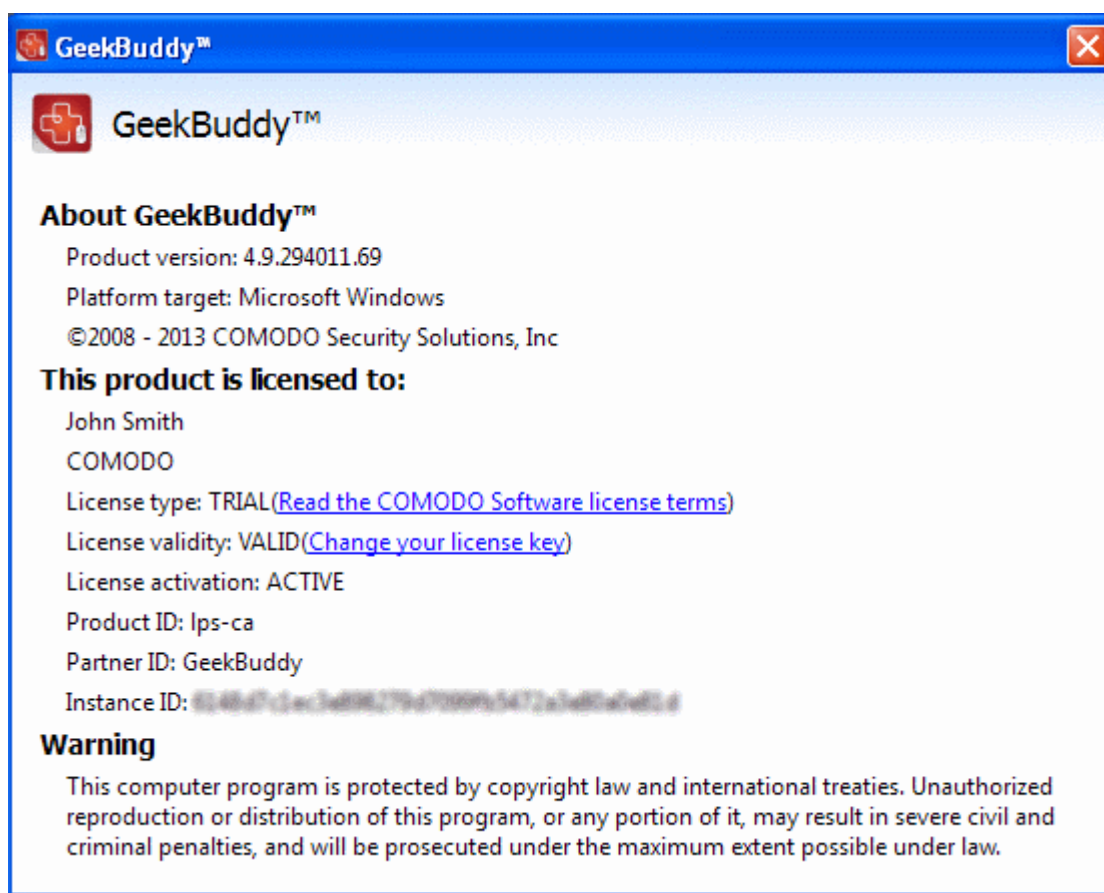 GeekBuddy™
GeekBuddy™
About GeekBuddy™
Product version: 4.9.294011.69
Platform target: Microsoft Windows
©2008 - 2013 COMODO Security Solutions, Inc
This product is licensed to:
John Smith
COMODO
License type: TRIAL(Read the COMODO Software license terms)
License validity: VALID(Change your license key)
License activation: ACTIVE
Product ID: lps-ca
Partner ID: GeekBuddy
Instance ID:
Warning
This computer program is protected by copyright law and international treaties. Unauthorized
reproduction or distribution of this program, or any portion of it, may result in severe civil and
criminal penalties, and will be prosecuted under the maximum extent possible under law.